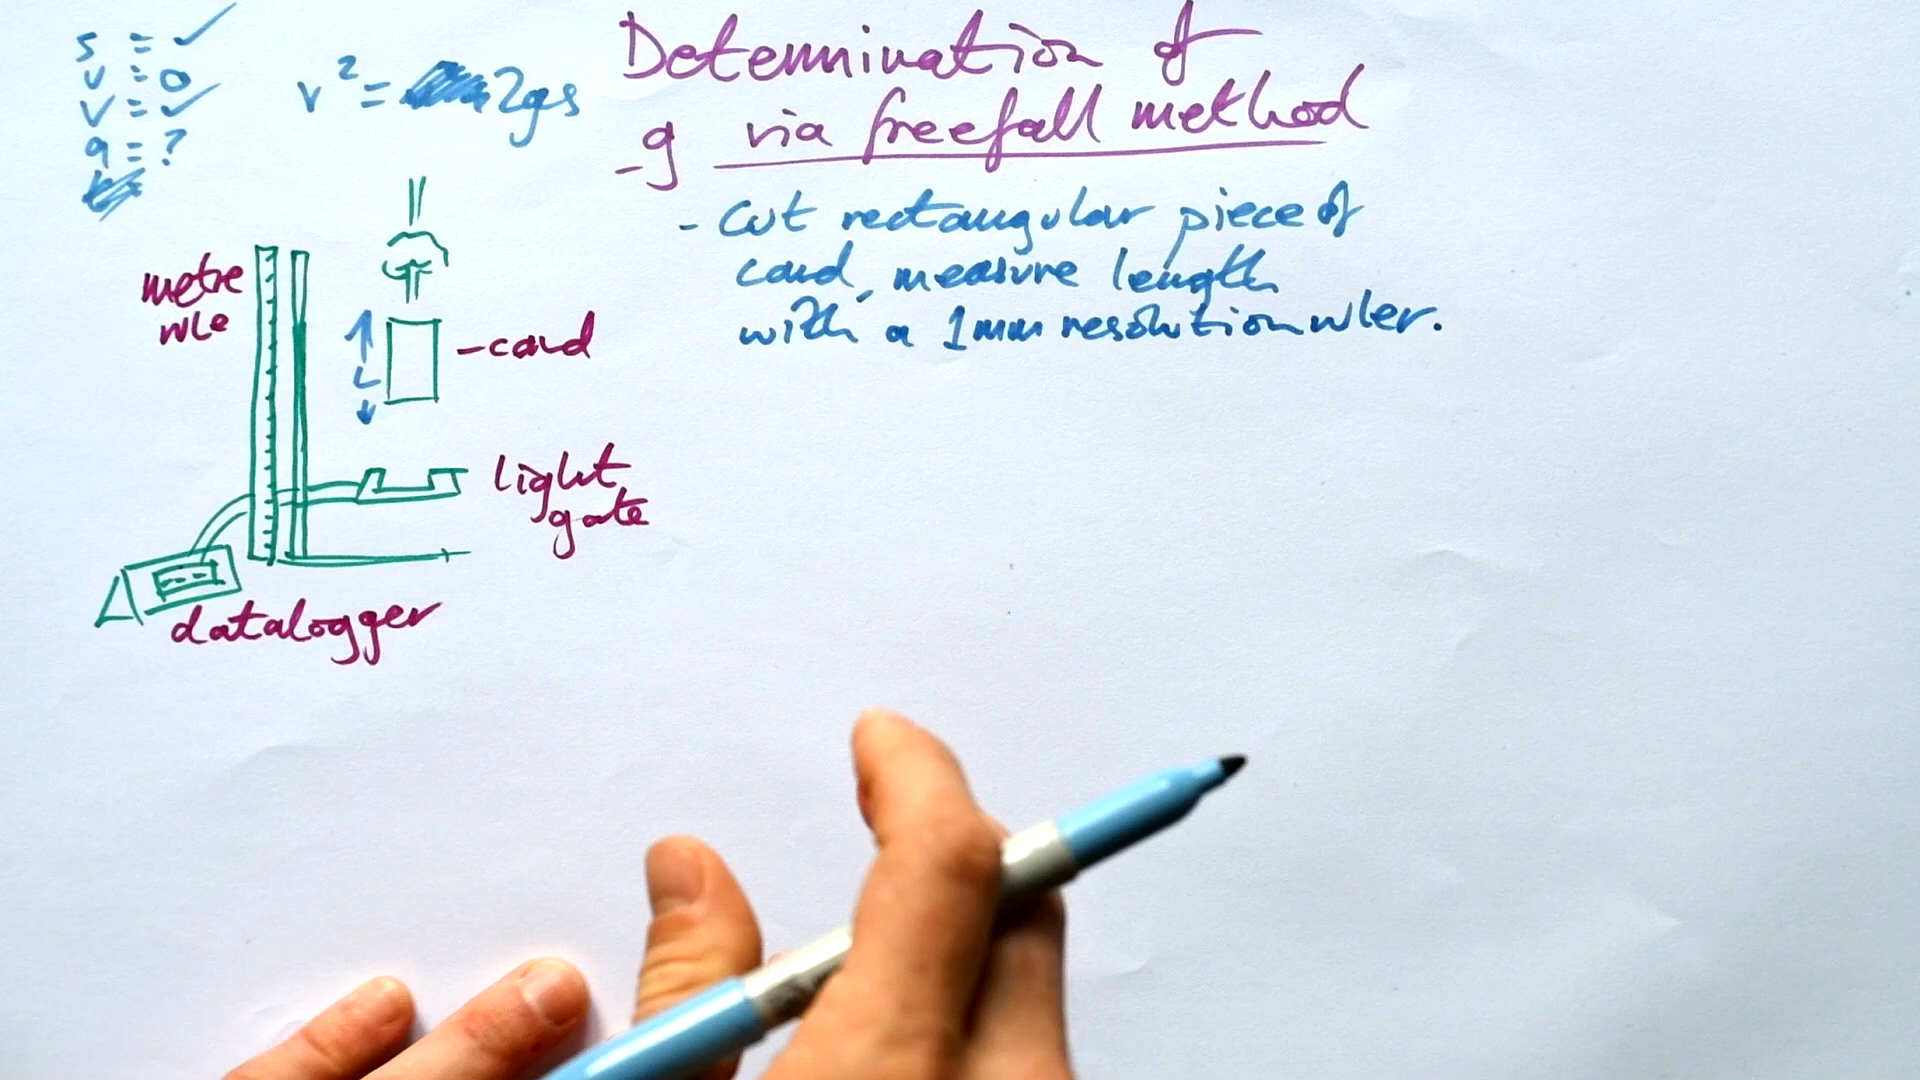 s = ✓
u = 0
v = ✓
a = ?
v² = 2gs
Determination of
g via freefall method
- cut rectangular piece of
card, measure length
with a 1mm resolution ruler.
metre
rule
L
- card
light
gate
datalogger